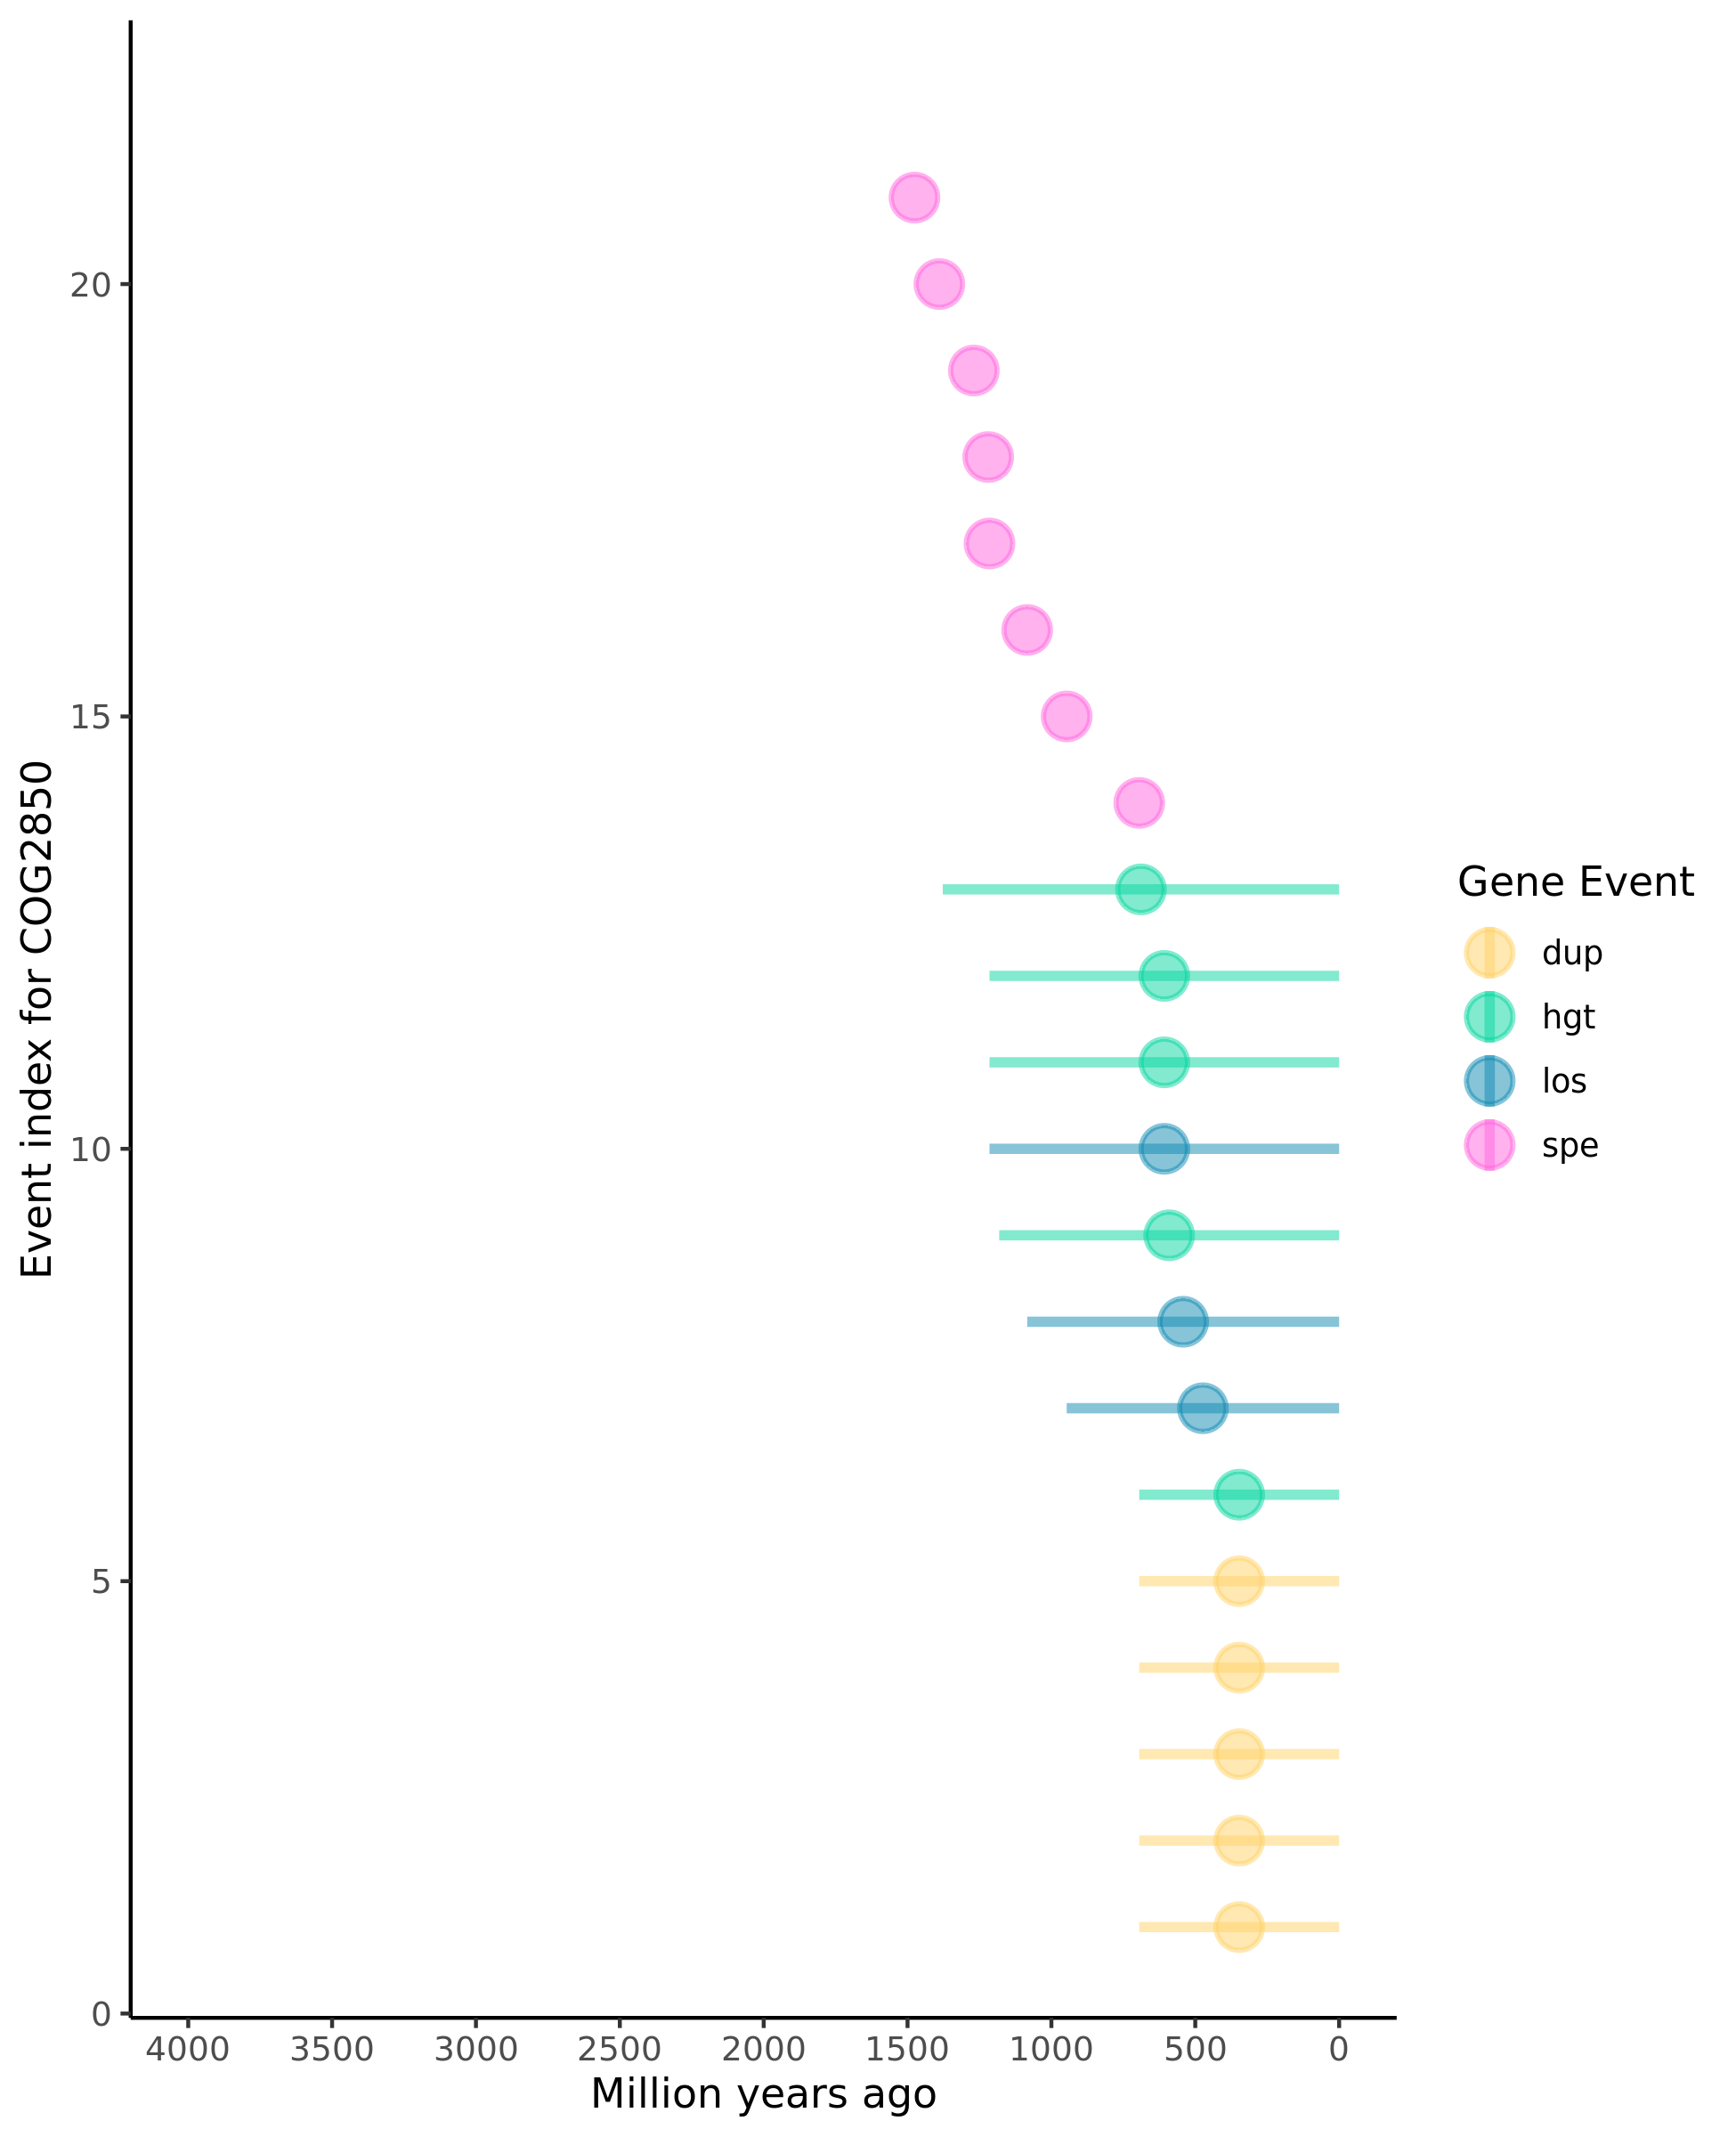 Event index for COG2850
20
15
10
5
0
4000 3500 3000 2500 2000 1500 1000 500 0
Million years ago
Gene Event
dup
hgt
los
spe